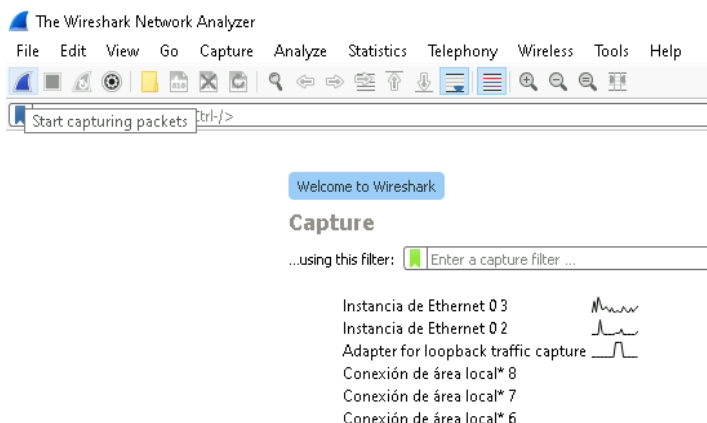 The Wireshark Network Analyzer
File Edit View Go Capture Analyze Statistics Telephony Wireless Tools Help
Start capturing packets trl-/>
Welcome to Wireshark
Capture
...using this filter: Enter a capture filter ...
Instancia de Ethernet 0 3
Instancia de Ethernet 0 2
Adapter for loopback traffic capture
Conexión de área local* 8
Conexión de área local* 7
Conexión de área local* 6